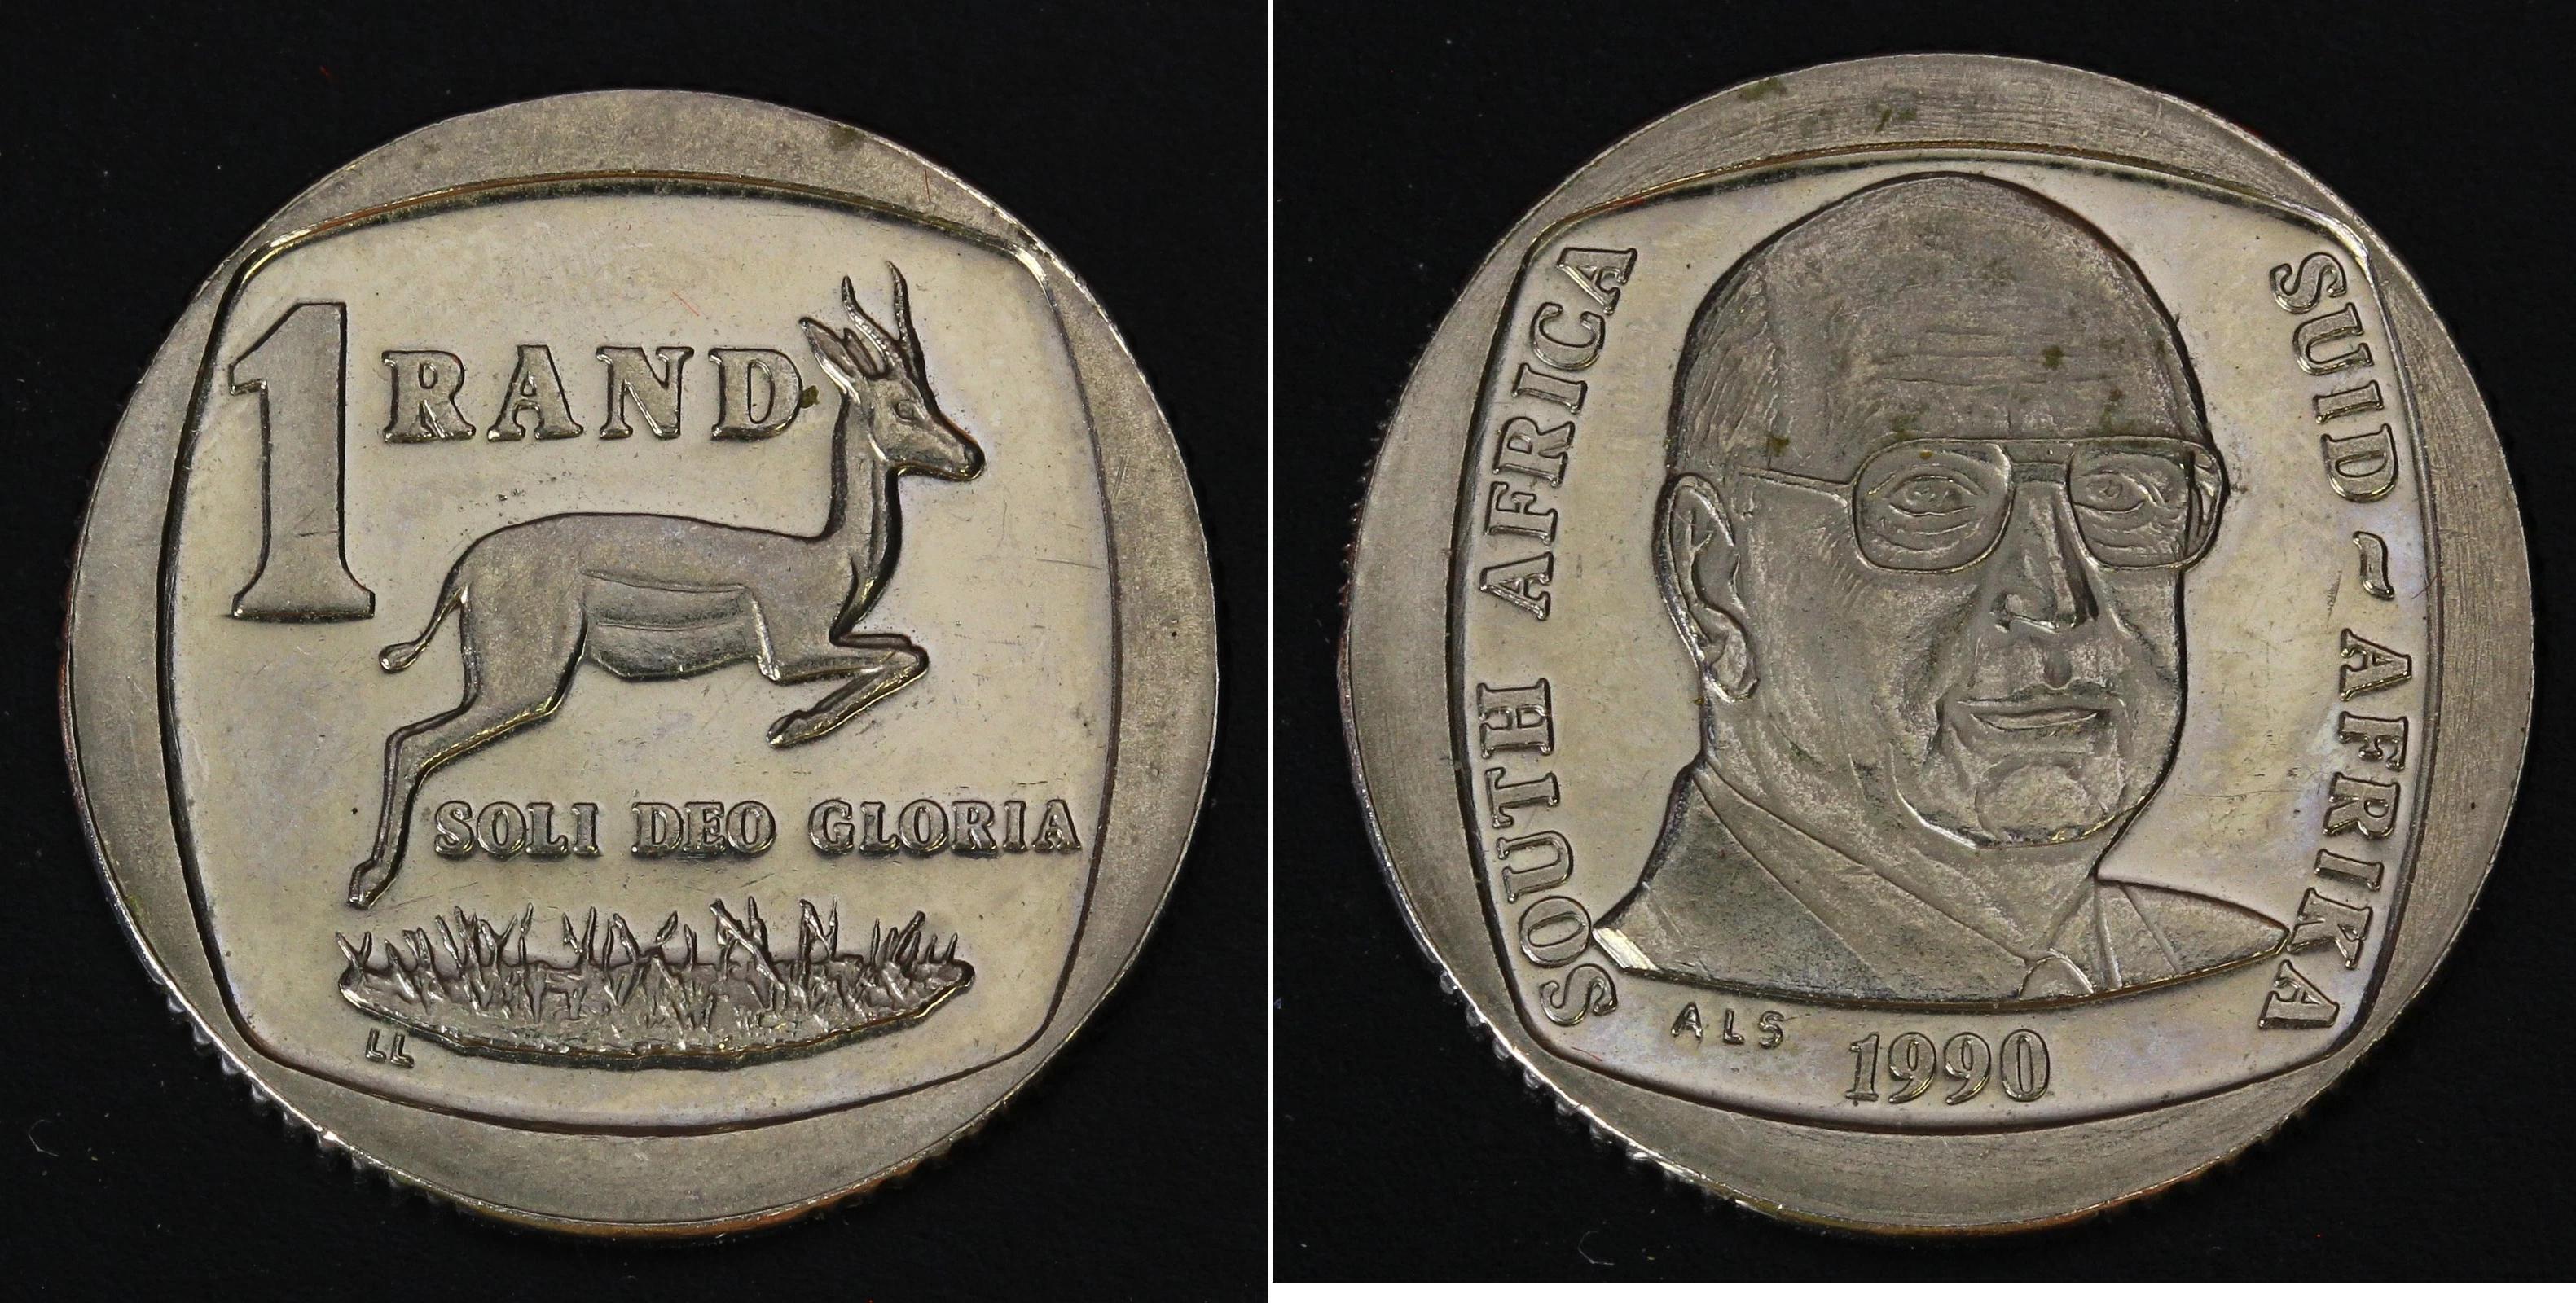 1 RAND
SOLI DEO GLORIA
LL
SOUTH AFRICA
SUID ~ AFRIKA
ALS
1990